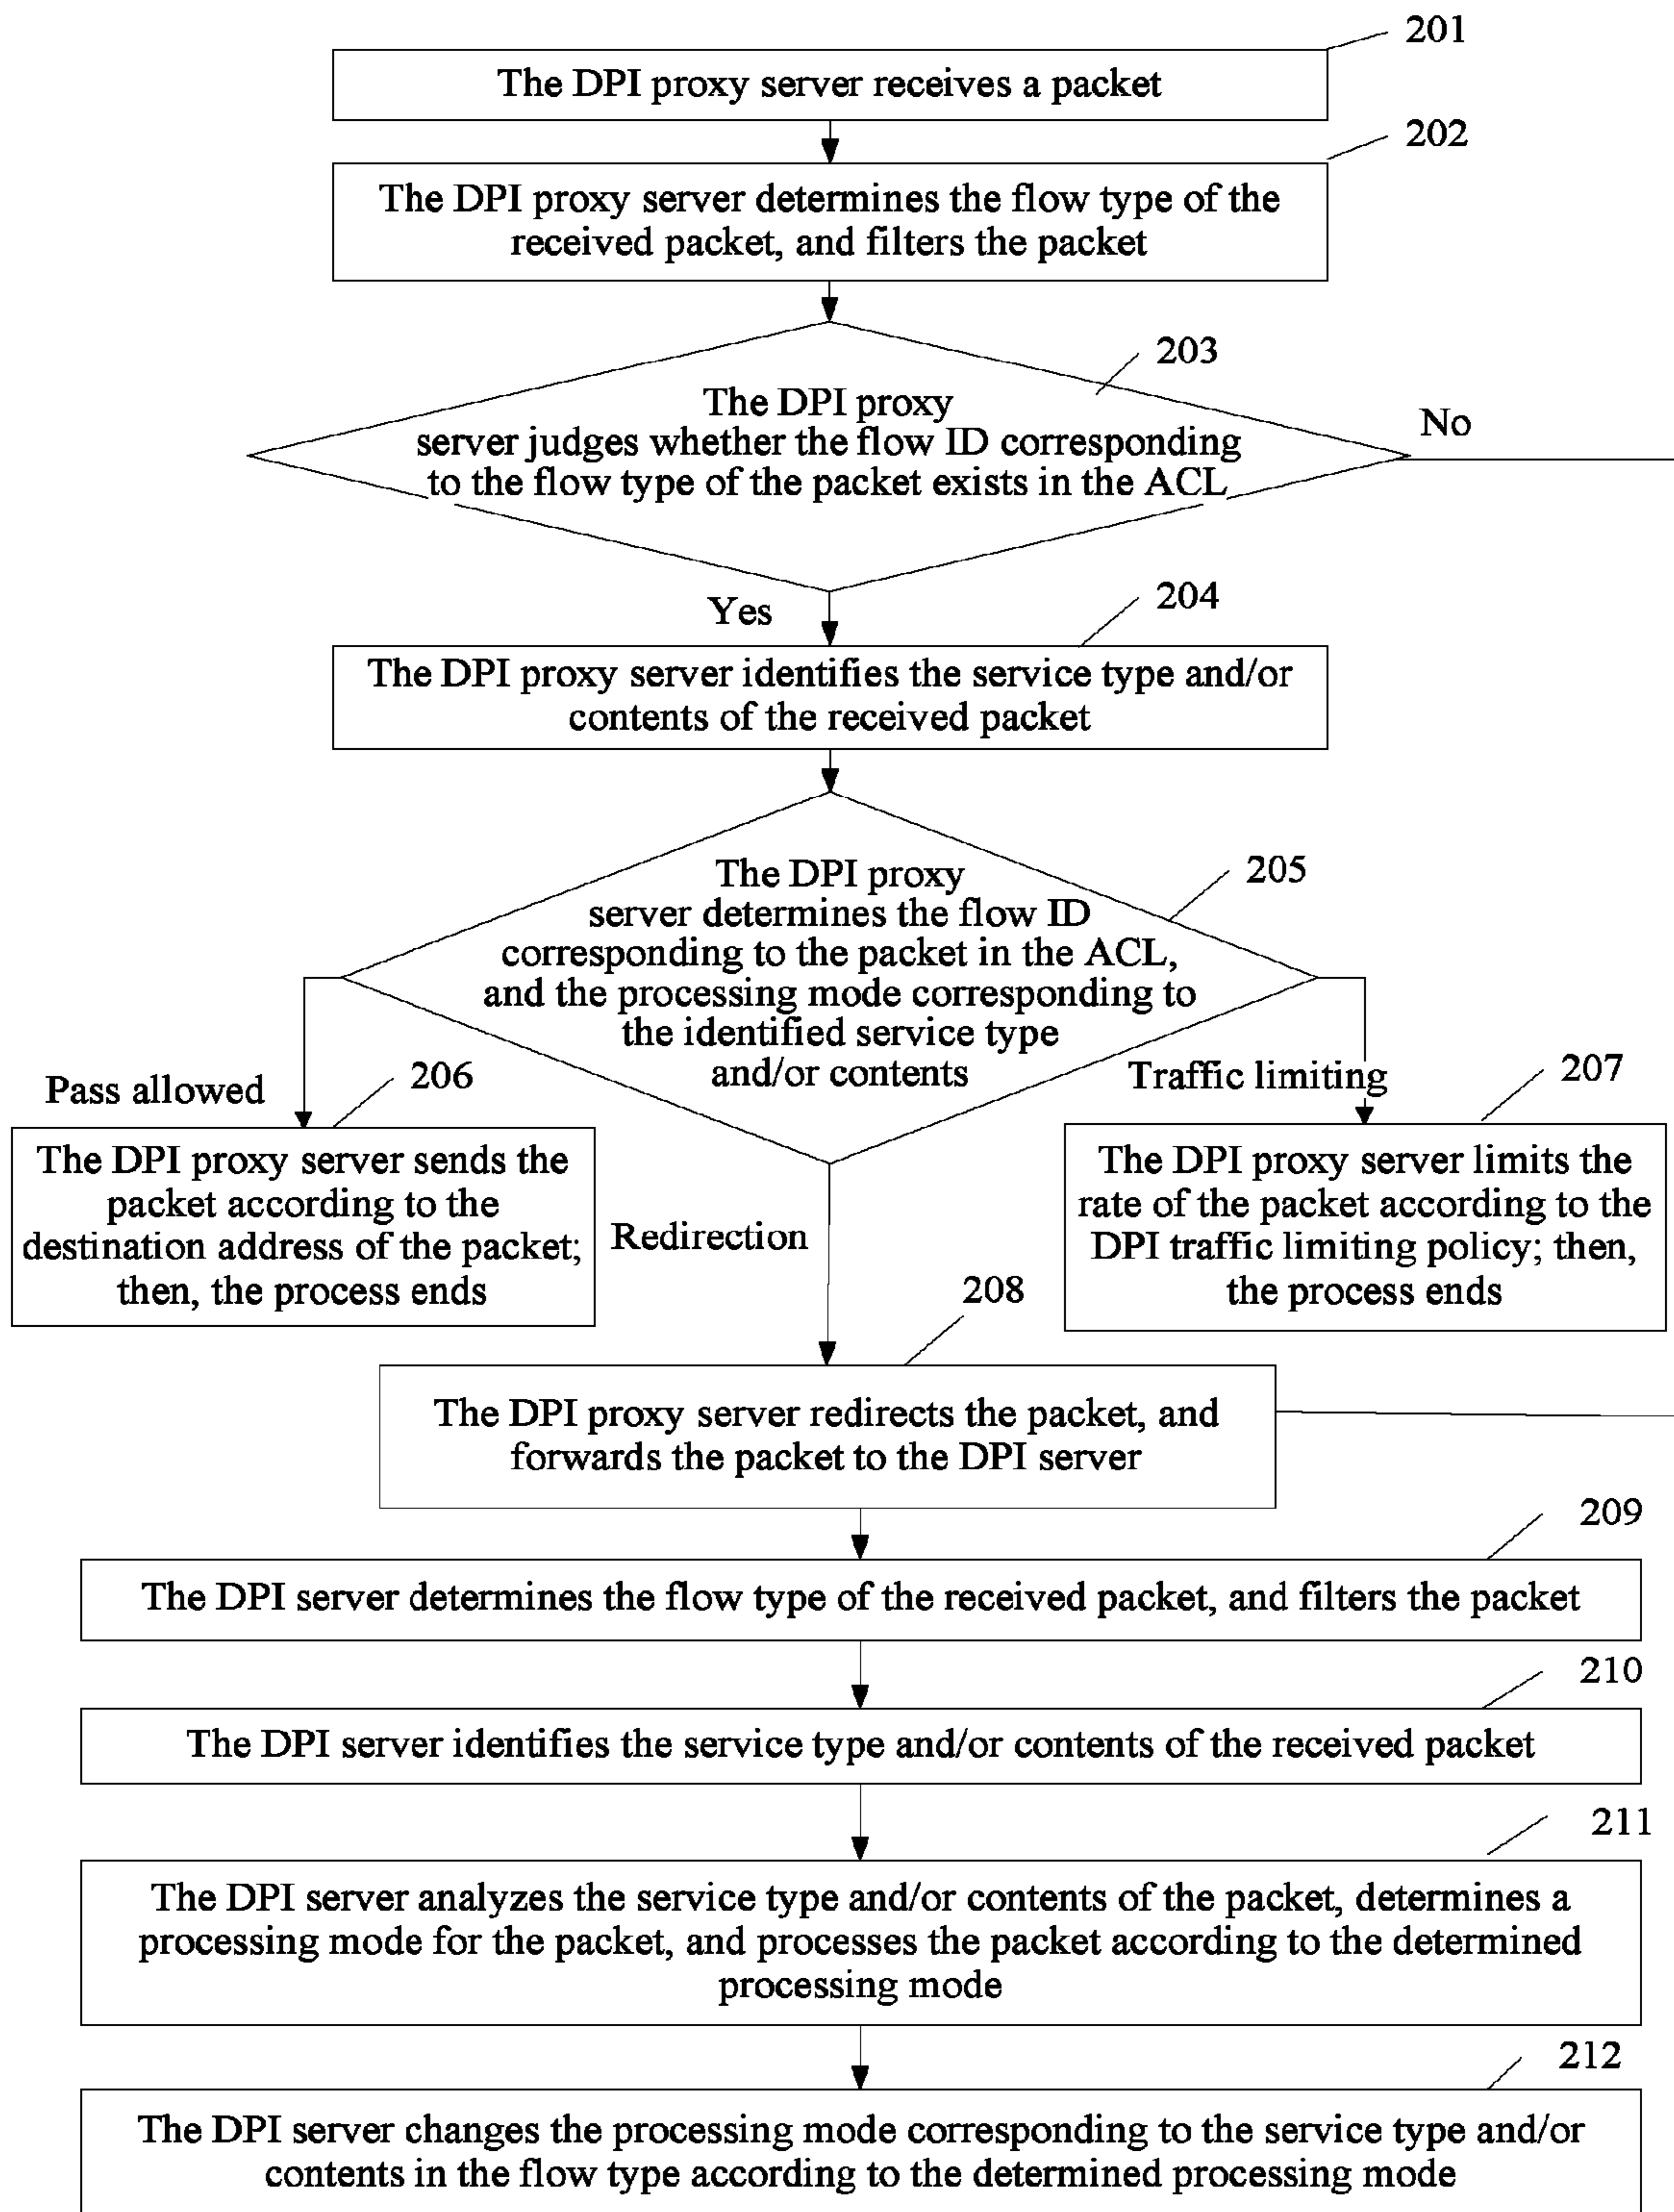 201
The DPI proxy server receives a packet
202
The DPI proxy server determines the flow type of the
received packet, and filters the packet
203
The DPI proxy
server judges whether the flow ID corresponding
to the flow type of the packet exists in the ACL
No
Yes
204
The DPI proxy server identifies the service type and/or
contents of the received packet
205
The DPI proxy
server determines the flow ID
corresponding to the packet in the ACL,
and the processing mode corresponding to
the identified service type
and/or contents
Pass allowed
206
The DPI proxy server sends the
packet according to the
destination address of the packet;
then, the process ends
Redirection
Traffic limiting
207
The DPI proxy server limits the
rate of the packet according to the
DPI traffic limiting policy; then,
the process ends
208
The DPI proxy server redirects the packet, and
forwards the packet to the DPI server
209
The DPI server determines the flow type of the received packet, and filters the packet
210
The DPI server identifies the service type and/or contents of the received packet
211
The DPI server analyzes the service type and/or contents of the packet, determines a
processing mode for the packet, and processes the packet according to the determined
processing mode
212
The DPI server changes the processing mode corresponding to the service type and/or
contents in the flow type according to the determined processing mode